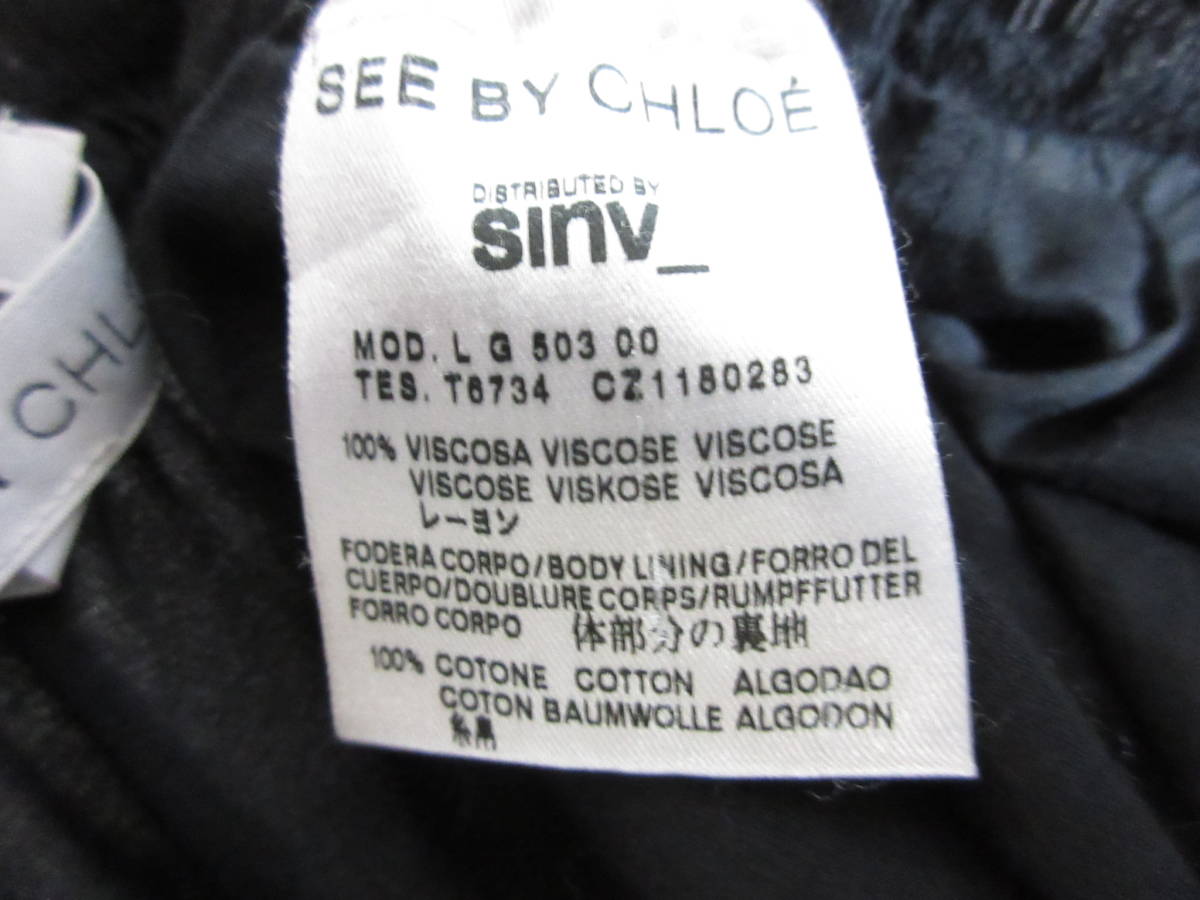 SEE BY CHLOÉ
DISTRIBUTED BY
sinv_
MOD. L G 503 00
TES. T6734 CZ1180283
100% VISCOSA VISCOSE VISCOSE
VISCOSE VISKOSE VISCOSA
レーヨン
FODERA CORPO/BODY LINING/FORRO DEL
CUERPO/DOUBLURE CORPS/RUMPFFUTTER
FORRO CORPO 体部分の裏地
100% COTONE COTTON ALGODAO
COTON BAUMWOLLE ALGODON
CHL